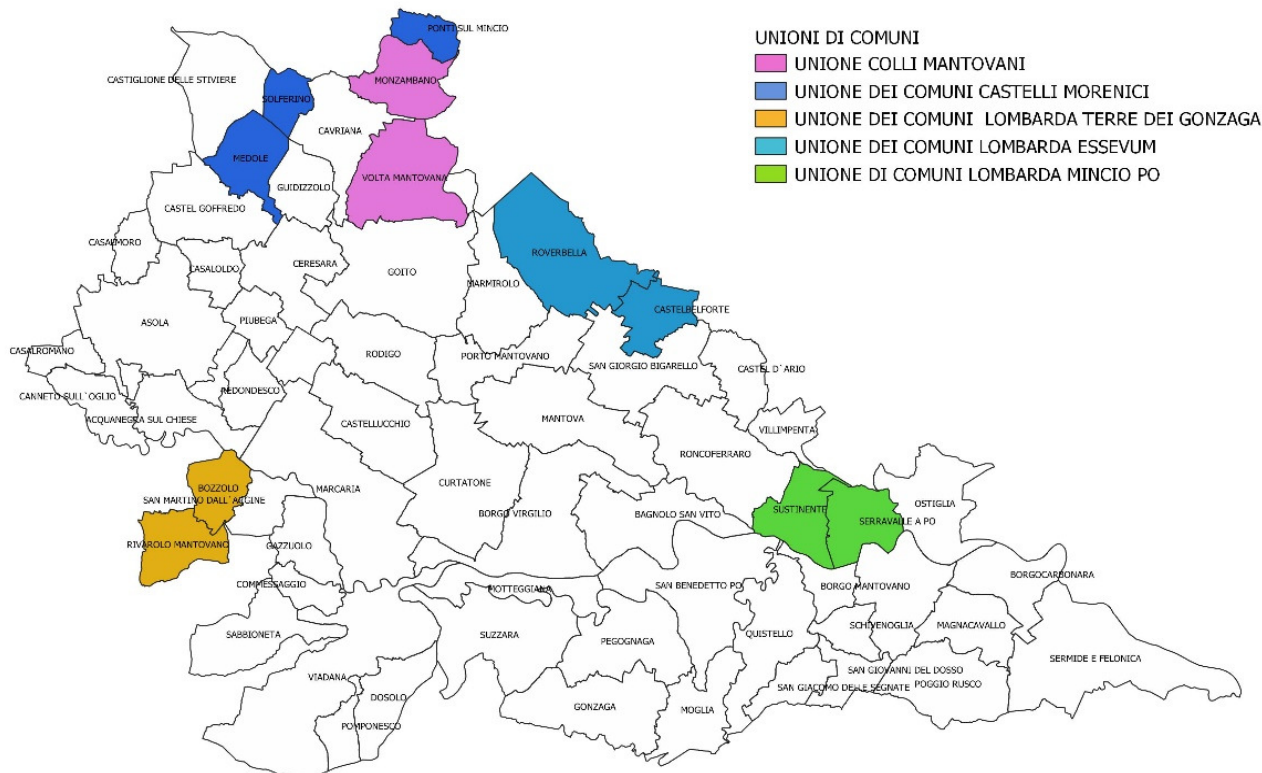 PONTI SUL MINCIO
UNIONI DI COMUNI
UNIONE COLLI MANTOVANI
UNIONE DEI COMUNI CASTELLI MORENICI
UNIONE DEI COMUNI LOMBARDA TERRE DEI GONZAGA
UNIONE DEI COMUNI LOMBARDA ESSEVUM
UNIONE DI COMUNI LOMBARDA MINCIO PO
CASTIGLIONE DELLE STIVIERE
MONZAMBANO
SOLFERINO
CAVRIANA
MEDOLE
VOLTA MANTOVANA
GUIDIZZOLO
CASTEL GOFFREDO
CASALMORO
ROVERBELLA
CERESARA
CASALOLDO
GOITO
MARMIROLO
CASTELBELFORTE
PIUBEGA
ASOLA
CASALROMANO
RODIGO
PORTO MANTOVANO
SAN GIORGIO BIGARELLO
CASTEL D`ARIO
REDONDESCO
CANNETO SULL`OGLIO
ACQUANEGRA SUL CHIESE
CASTELLUCCHIO
MANTOVA
VILLIMPENTA
RONCOFERRARO
BOZZOLO
MARCARIA
CURTATONE
SAN MARTINO DALL`ARGINE
BORGO VIRGILIO
BAGNOLO SAN VITO
SUSTINENTE
OSTIGLIA
SERRAVALLE A PO
RIVAROLO MANTOVANO
GAZZUOLO
COMMESSAGGIO
MOTTEGGIANA
SAN BENEDETTO PO
BORGO MANTOVANO
BORGOCARBONARA
SABBIONETA
SUZZARA
PEGOGNAGA
QUISTELLO
SCHIVENOGLIA
MAGNACAVALLO
SERMIDE E FELONICA
SAN GIOVANNI DEL DOSSO
VIADANA
SAN GIACOMO DELLE SEGNATE
POGGIO RUSCO
DOSOLO
GONZAGA
MOGLIA
POMPONESCO